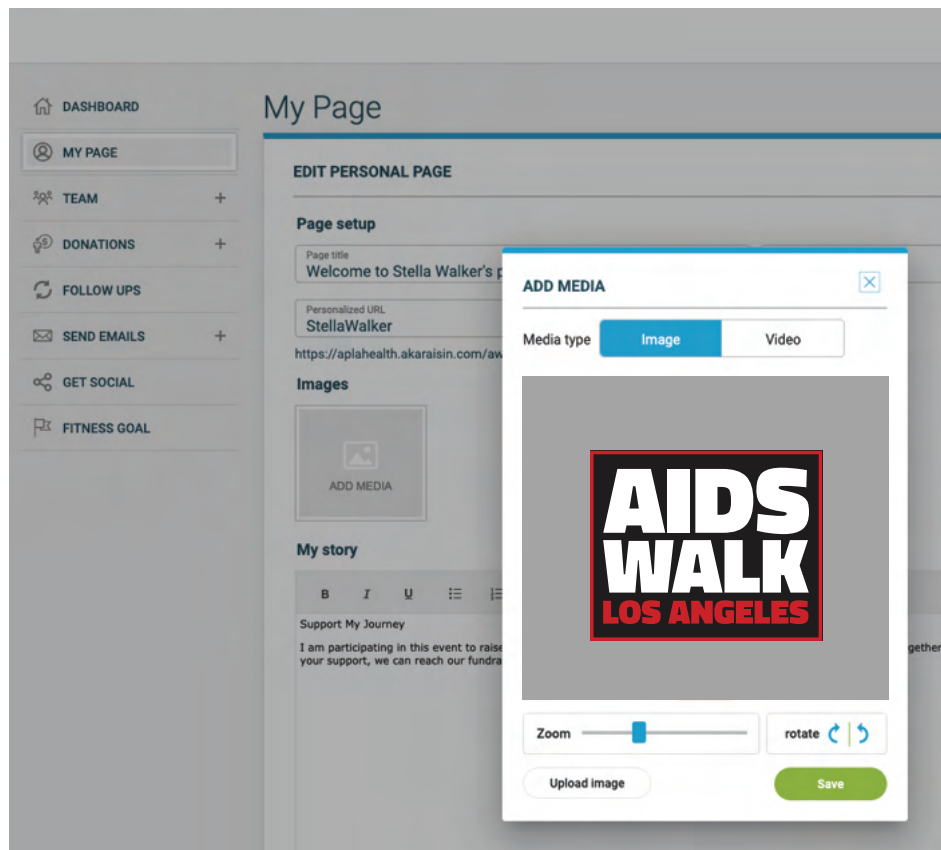 DASHBOARD
MY PAGE
TEAM +
DONATIONS +
FOLLOW UPS
SEND EMAILS +
GET SOCIAL
FITNESS GOAL
My Page
EDIT PERSONAL PAGE
Page setup
Page title
Welcome to Stella Walker's
Personalized URL
StellaWalker
https://aplahealth.akaraisin.com/aw
Images
ADD MEDIA
My story
B I U
Support My Journey
I am participating in this event to raise
your support, we can reach our fundra
gether
ADD MEDIA
Media type Image Video
AIDS
WALK
LOS ANGELES
Zoom rotate
Upload image Save